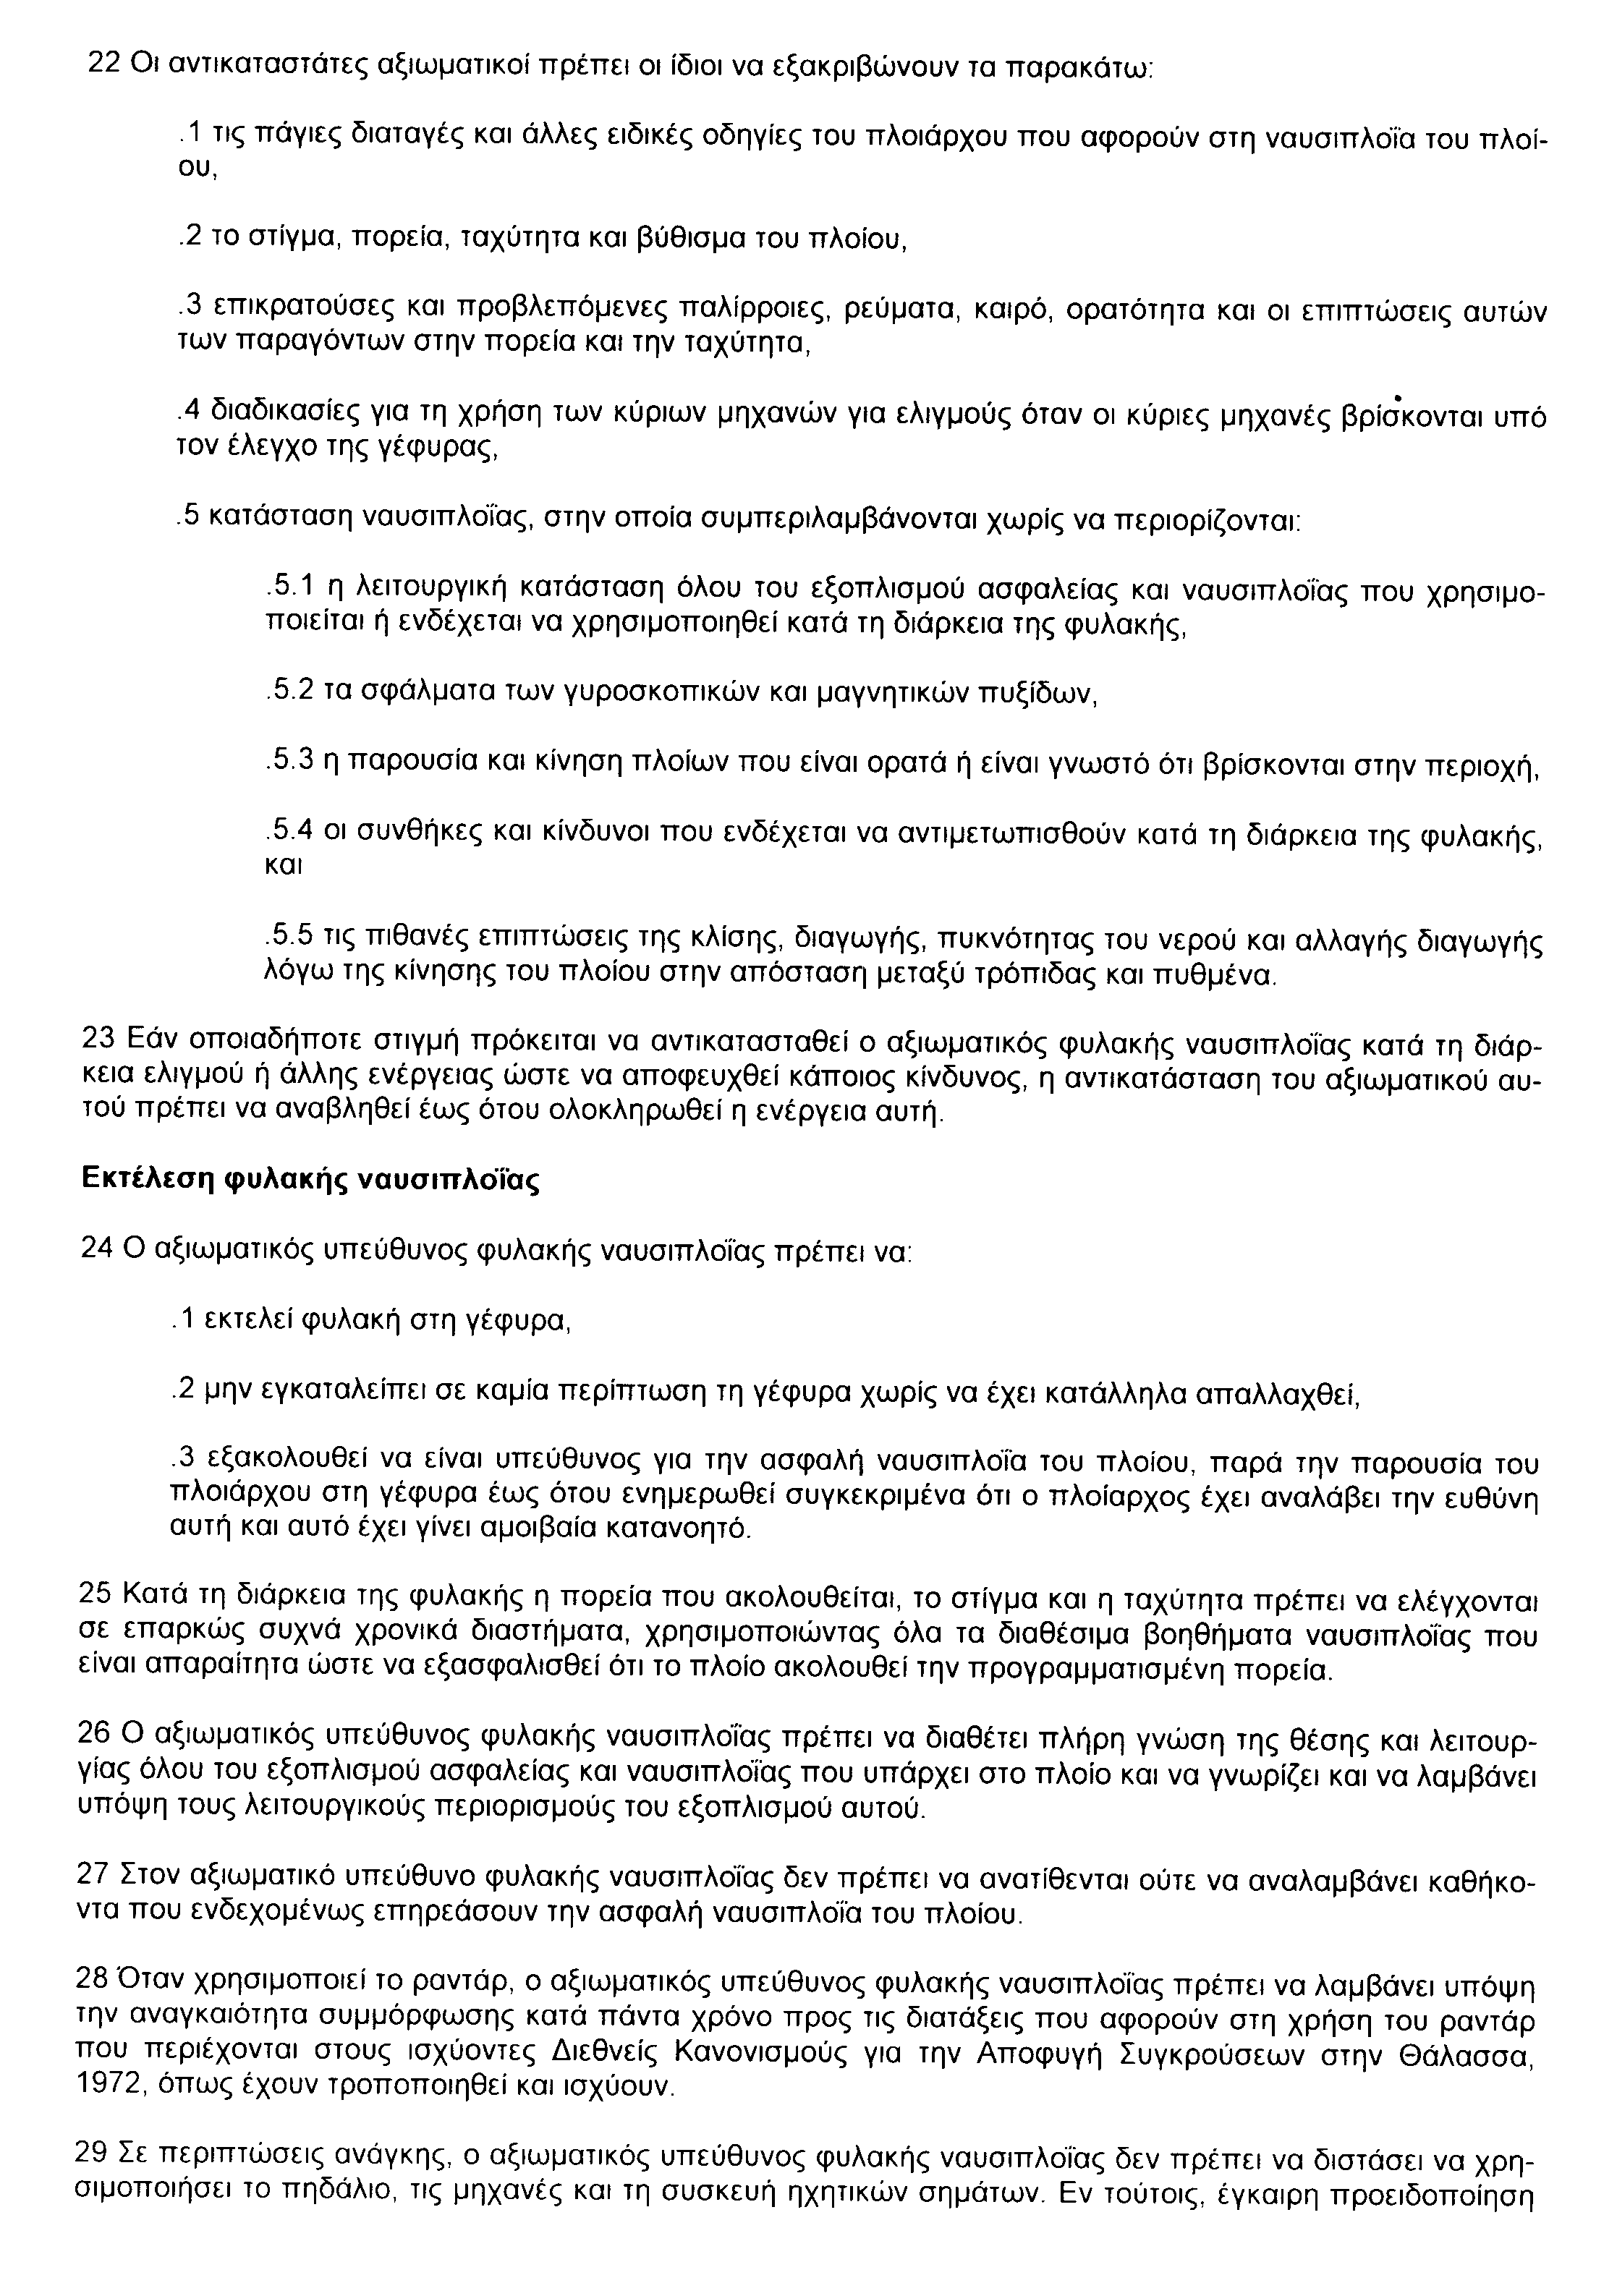 22 Οι αντικαταστάτες αξιωματικοί πρέπει οι ίδιοι να εξακριβώνουν τα παρακάτω:
.1 τις πάγιες διαταγές και άλλες ειδικές οδηγίες του πλοιάρχου που αφορούν στη ναυσιπλοΐα του πλοί-
ου,
.2 το στίγμα, πορεία, ταχύτητα και βύθισμα του πλοίου,
.3 επικρατούσες και προβλεπόμενες παλίρροιες, ρεύματα, καιρό, ορατότητα και οι επιπτώσεις αυτών
των παραγόντων στην πορεία και την ταχύτητα,
.4 διαδικασίες για τη χρήση των κύριων μηχανών για ελιγμούς όταν οι κύριες μηχανές βρίσκονται υπό
τον έλεγχο της γέφυρας,
.5 κατάσταση ναυσιπλοΐας, στην οποία συμπεριλαμβάνονται χωρίς να περιορίζονται:
.5.1 η λειτουργική κατάσταση όλου του εξοπλισμού ασφαλείας και ναυσιπλοΐας που χρησιμο-
ποιείται ή ενδέχεται να χρησιμοποιηθεί κατά τη διάρκεια της φυλακής,
.5.2 τα σφάλματα των γυροσκοπικών και μαγνητικών πυξίδων,
.5.3 η παρουσία και κίνηση πλοίων που είναι ορατά ή είναι γνωστό ότι βρίσκονται στην περιοχή,
.5.4 οι συνθήκες και κίνδυνοι που ενδέχεται να αντιμετωπισθούν κατά τη διάρκεια της φυλακής,
και
.5.5 τις πιθανές επιπτώσεις της κλίσης, διαγωγής, πυκνότητας του νερού και αλλαγής διαγωγής
λόγω της κίνησης του πλοίου στην απόσταση μεταξύ τρόπιδας και πυθμένα.
23 Εάν οποιαδήποτε στιγμή πρόκειται να αντικατασταθεί ο αξιωματικός φυλακής ναυσιπλοΐας κατά τη διάρ-
κεια ελιγμού ή άλλης ενέργειας ώστε να αποφευχθεί κάποιος κίνδυνος, η αντικατάσταση του αξιωματικού αυ-
τού πρέπει να αναβληθεί έως ότου ολοκληρωθεί η ενέργεια αυτή.
Εκτέλεση φυλακής ναυσιπλοΐας
24 Ο αξιωματικός υπεύθυνος φυλακής ναυσιπλοΐας πρέπει να:
.1 εκτελεί φυλακή στη γέφυρα,
.2 μην εγκαταλείπει σε καμία περίπτωση τη γέφυρα χωρίς να έχει κατάλληλα απαλλαχθεί,
.3 εξακολουθεί να είναι υπεύθυνος για την ασφαλή ναυσιπλοΐα του πλοίου, παρά την παρουσία του
πλοιάρχου στη γέφυρα έως ότου ενημερωθεί συγκεκριμένα ότι ο πλοίαρχος έχει αναλάβει την ευθύνη
αυτή και αυτό έχει γίνει αμοιβαία κατανοητό.
25 Κατά τη διάρκεια της φυλακής η πορεία που ακολουθείται, το στίγμα και η ταχύτητα πρέπει να ελέγχονται
σε επαρκώς συχνά χρονικά διαστήματα, χρησιμοποιώντας όλα τα διαθέσιμα βοηθήματα ναυσιπλοΐας που
είναι απαραίτητα ώστε να εξασφαλισθεί ότι το πλοίο ακολουθεί την προγραμματισμένη πορεία.
26 Ο αξιωματικός υπεύθυνος φυλακής ναυσιπλοΐας πρέπει να διαθέτει πλήρη γνώση της θέσης και λειτουρ-
γίας όλου του εξοπλισμού ασφαλείας και ναυσιπλοΐας που υπάρχει στο πλοίο και να γνωρίζει και να λαμβάνει
υπόψη τους λειτουργικούς περιορισμούς του εξοπλισμού αυτού.
27 Στον αξιωματικό υπεύθυνο φυλακής ναυσιπλοΐας δεν πρέπει να ανατίθενται ούτε να αναλαμβάνει καθήκο-
ντα που ενδεχομένως επηρεάσουν την ασφαλή ναυσιπλοΐα του πλοίου.
28 Όταν χρησιμοποιεί το ραντάρ, ο αξιωματικός υπεύθυνος φυλακής ναυσιπλοΐας πρέπει να λαμβάνει υπόψη
την αναγκαιότητα συμμόρφωσης κατά πάντα χρόνο προς τις διατάξεις που αφορούν στη χρήση του ραντάρ
που περιέχονται στους ισχύοντες Διεθνείς Κανονισμούς για την Αποφυγή Συγκρούσεων στην Θάλασσα,
1972, όπως έχουν τροποποιηθεί και ισχύουν.
29 Σε περιπτώσεις ανάγκης, ο αξιωματικός υπεύθυνος φυλακής ναυσιπλοΐας δεν πρέπει να διστάσει να χρη-
σιμοποιήσει το πηδάλιο, τις μηχανές και τη συσκευή ηχητικών σημάτων. Εν τούτοις, έγκαιρη προειδοποίηση